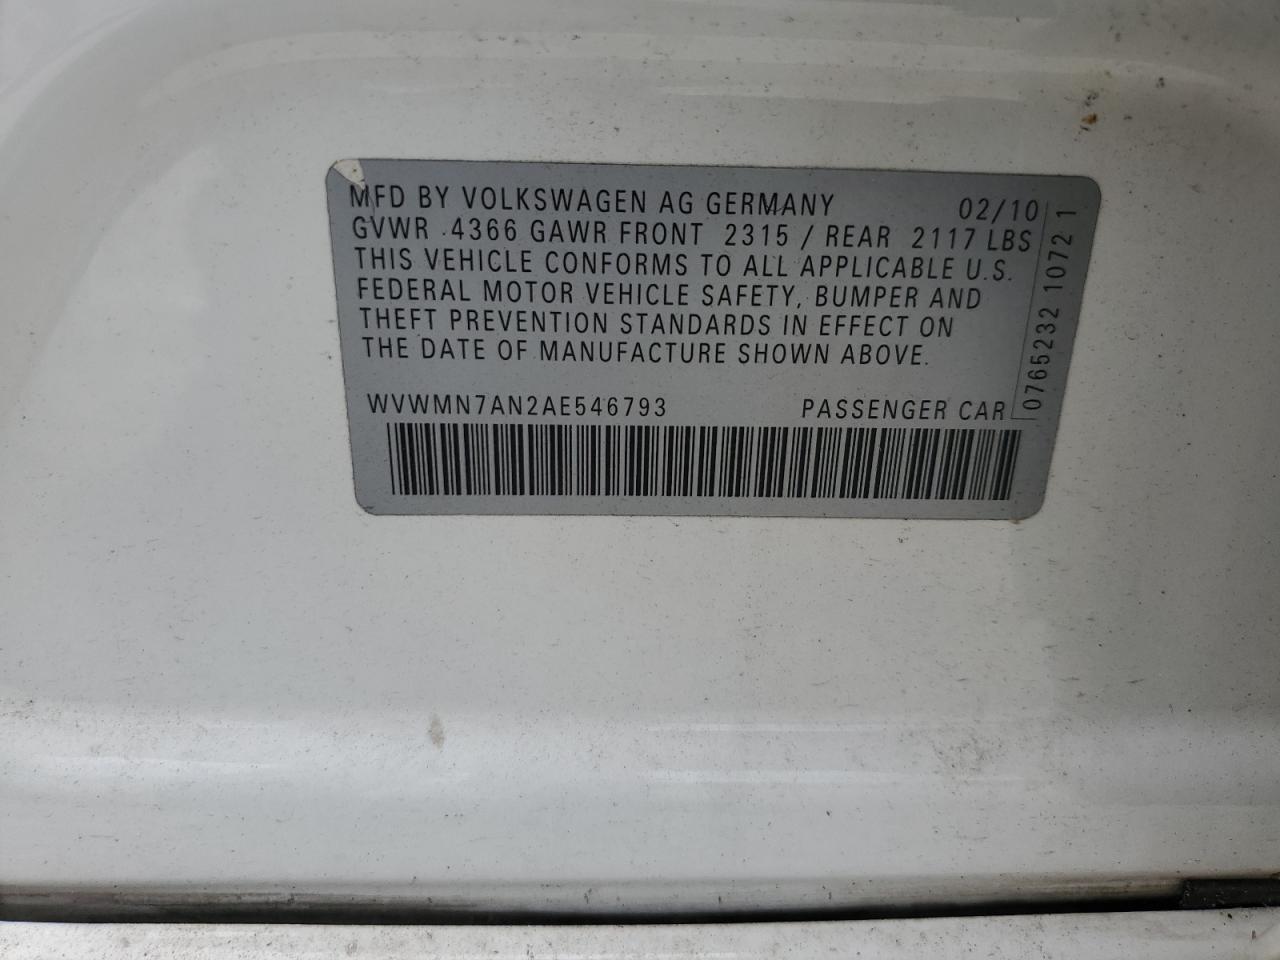 MFD BY VOLKSWAGEN AG GERMANY 02/10
GVWR 4366 GAWR FRONT 2315 / REAR 2117 LBS
THIS VEHICLE CONFORMS TO ALL APPLICABLE U.S.
FEDERAL MOTOR VEHICLE SAFETY, BUMPER AND
THEFT PREVENTION STANDARDS IN EFFECT ON
THE DATE OF MANUFACTURE SHOWN ABOVE.
WVWMN7AN2AE546793 PASSENGER CAR
0765232 1072 1